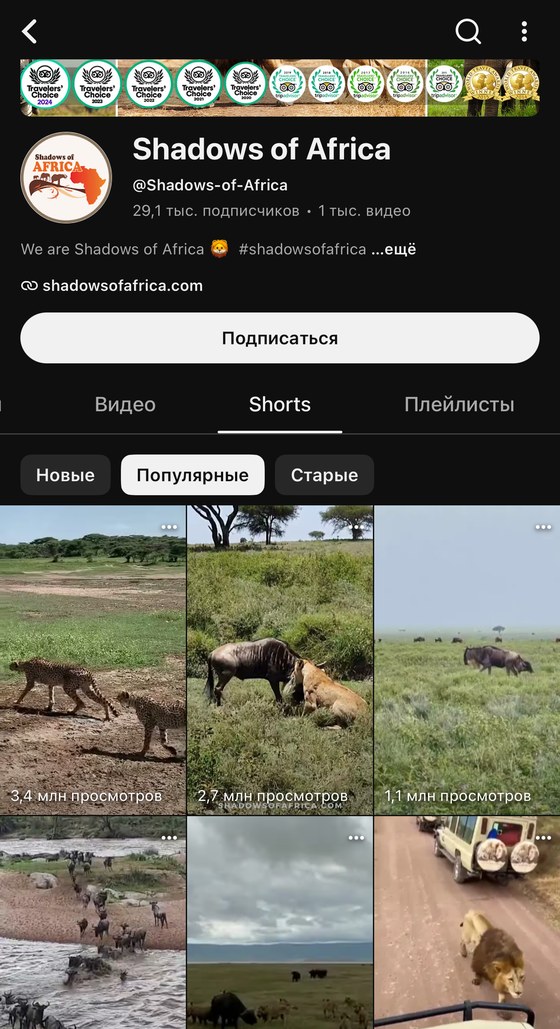 Travelers' Choice 2024
Travelers' Choice 2023
Travelers' Choice 2022
Travelers' Choice 2021
Travelers' Choice 2020
Shadows of AFRICA
Shadows of Africa
@Shadows-of-Africa
29,1 тыс. подписчиков • 1 тыс. видео
We are Shadows of Africa 🦁 #shadowsofafrica ...ещё
shadowsofafrica.com
Подписаться
Видео
Shorts
Плейлисты
Новые
Популярные
Старые
3,4 млн просмотров
2,7 млн просмотров
1,1 млн просмотров
SHADOWSOFAFRICA.COM